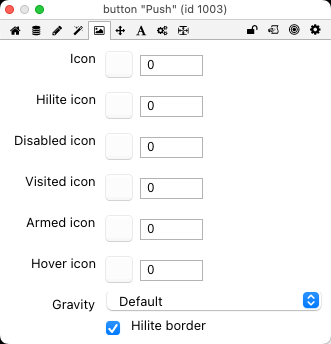 button "Push" (id 1003)
Icon 0
Hilite icon 0
Disabled icon 0
Visited icon 0
Armed icon 0
Hover icon 0
Gravity Default
Hilite border